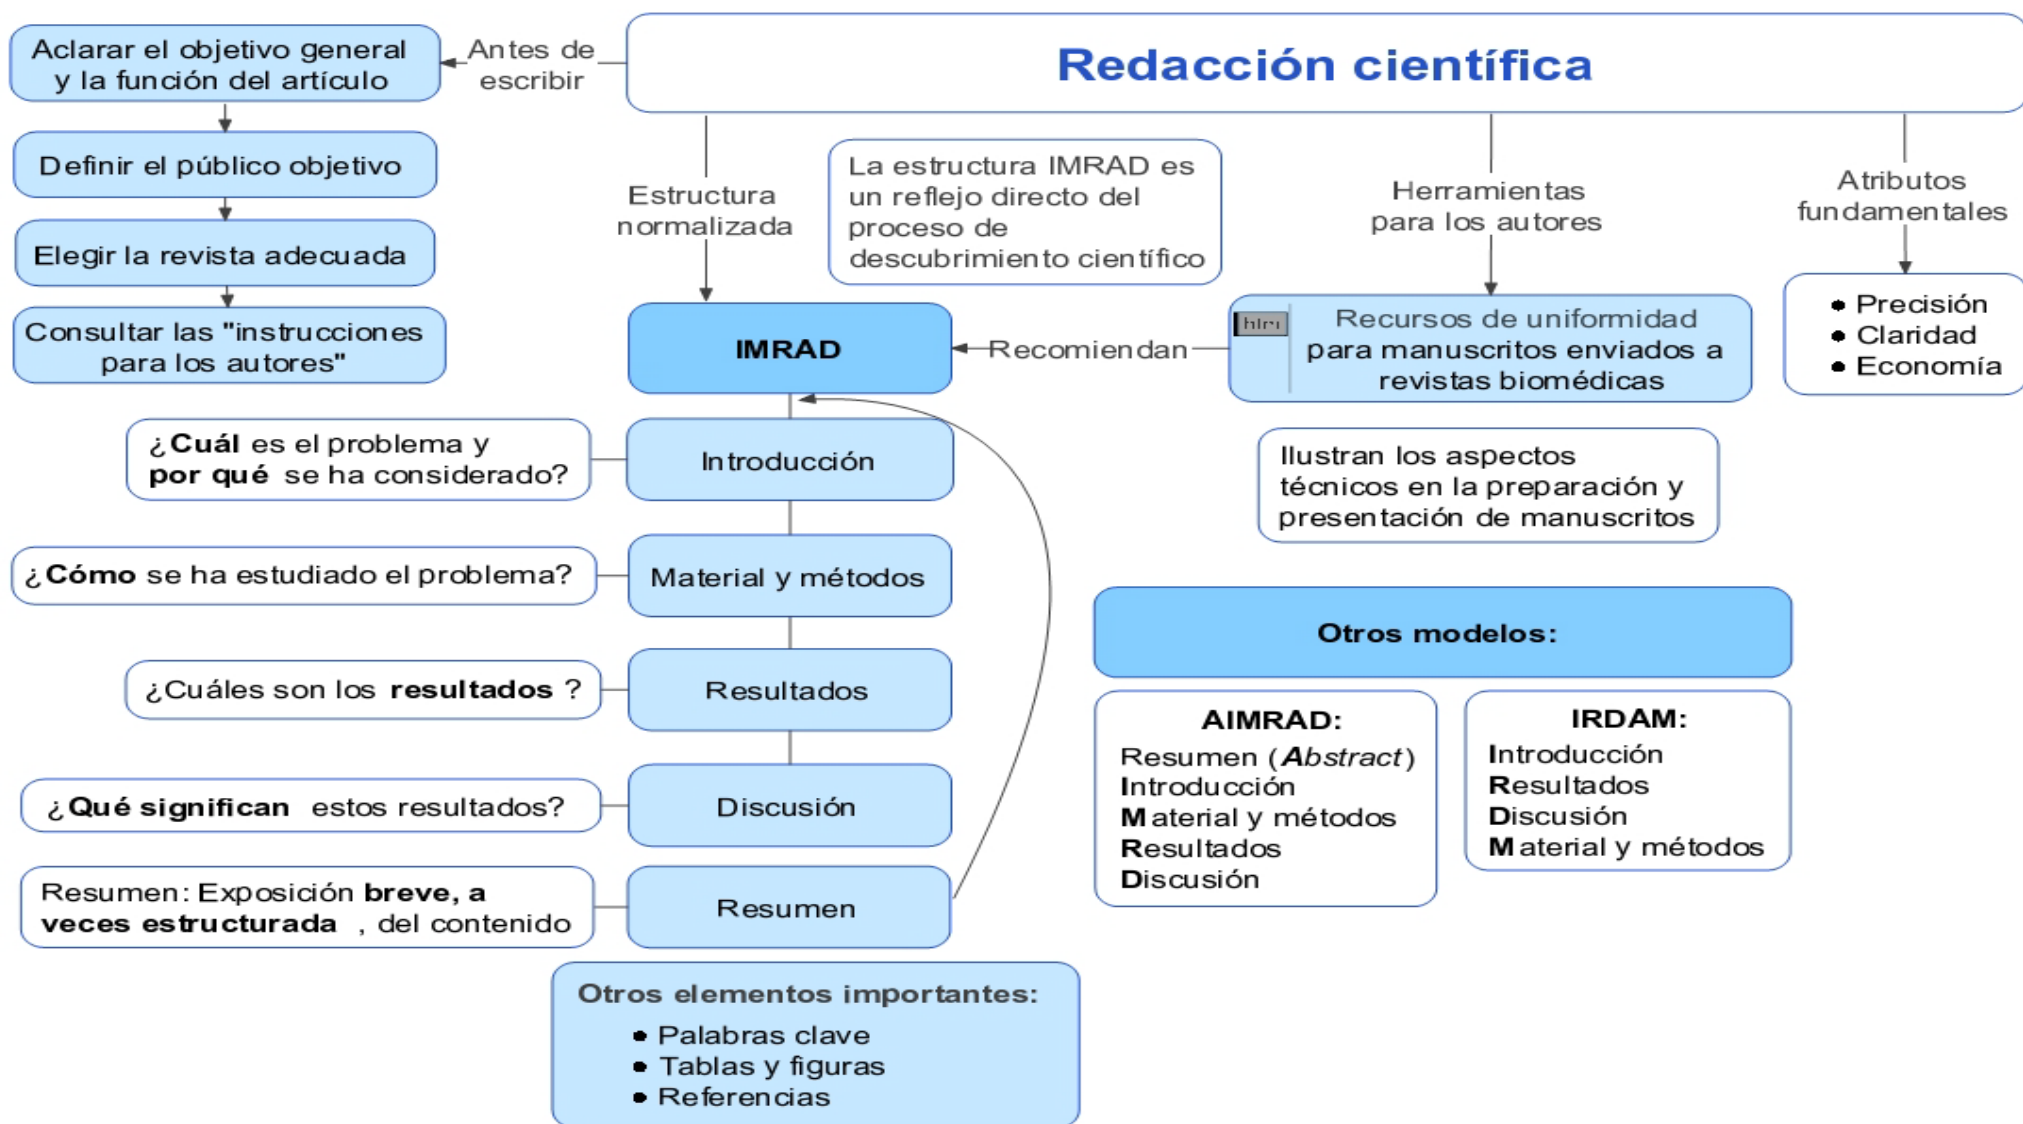 Redacción científica
Antes de
escribir
Aclarar el objetivo general
y la función del artículo
Definir el público objetivo
Elegir la revista adecuada
Consultar las "instrucciones
para los autores"
Estructura
normalizada
La estructura IMRAD es
un reflejo directo del
proceso de
descubrimiento científico
Herramientas
para los autores
Atributos
fundamentales
• Precisión
• Claridad
• Economía
Recursos de uniformidad
para manuscritos enviados a
revistas biomédicas
Recomiendan
IMRAD
Ilustran los aspectos
técnicos en la preparación y
presentación de manuscritos
¿Cuál es el problema y
por qué se ha considerado?
Introducción
¿Cómo se ha estudiado el problema?
Material y métodos
¿Cuáles son los resultados ?
Resultados
¿Qué significan estos resultados?
Discusión
Resumen: Exposición breve, a
veces estructurada , del contenido
Resumen
Otros elementos importantes:
• Palabras clave
• Tablas y figuras
• Referencias
Otros modelos:
AIMRAD:
Resumen (Abstract)
Introducción
Material y métodos
Resultados
Discusión
IRDAM:
Introducción
Resultados
Discusión
Material y métodos